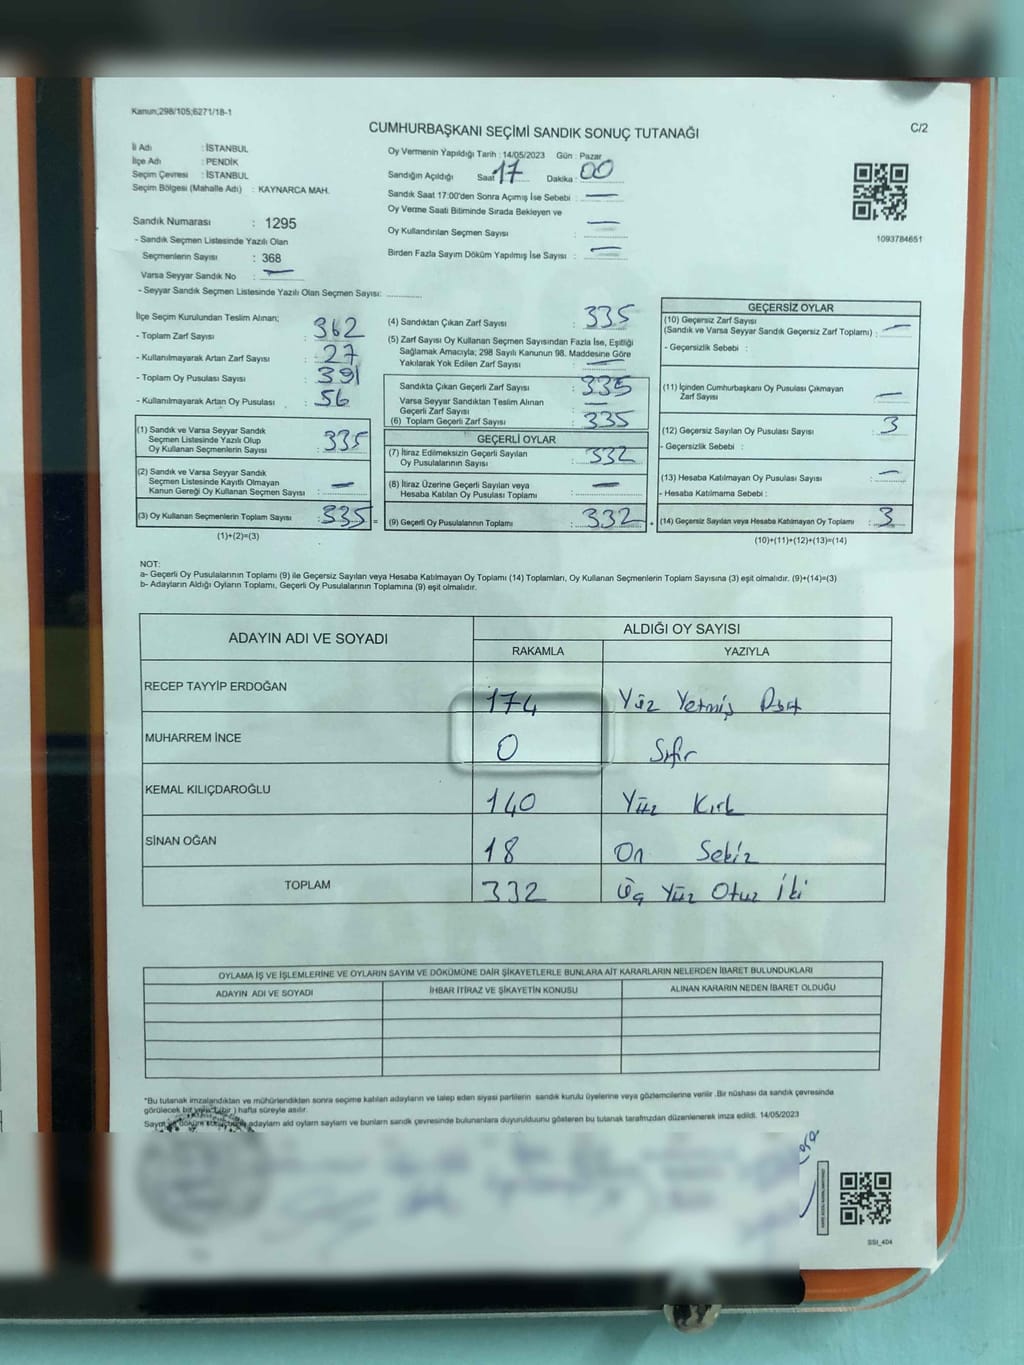 Kanun;298/105;6271/18-1
CUMHURBAŞKANI SEÇİMİ SANDIK SONUÇ TUTANAĞI
C/2
İl Adı : İSTANBUL
İlçe Adı : PENDİK
Seçim Çevresi : İSTANBUL
Seçim Bölgesi (Mahalle Adı) : KAYNARCA MAH.
Sandık Numarası : 1295
- Sandık Seçmen Listesinde Yazılı Olan
Seçmenlerin Sayısı : 368
Varsa Seyyar Sandık No : —
- Seyyar Sandık Seçmen Listesinde Yazılı Olan Seçmen Sayısı: ............
Oy Vermenin Yapıldığı Tarih : 14/05/2023 Gün : Pazar
Sandığın Açıldığı Saat 17 Dakika : 00
Sandık Saat 17:00'den Sonra Açımış İse Sebebi : —
Oy Verme Saati Bitiminde Sırada Bekleyen ve
Oy Kullandırılan Seçmen Sayısı : —
Birden Fazla Sayım Döküm Yapılmış İse Sayısı : —
1093784651
İlçe Seçim Kurulundan Teslim Alınan;
- Toplam Zarf Sayısı : 362
- Kullanılmayarak Artan Zarf Sayısı : 27
- Toplam Oy Pusulası Sayısı : 391
- Kullanılmayarak Artan Oy Pusulası : 56
(1) Sandık ve Varsa Seyyar Sandık
Seçmen Listesinde Yazılı Olup
Oy Kullanan Seçmenlerin Sayısı : 335
(2) Sandık ve Varsa Seyyar Sandık
Seçmen Listesinde Kayıtlı Olmayan
Kanun Gereği Oy Kullanan Seçmen Sayısı : —
(3) Oy Kullanan Seçmenlerin Toplam Sayısı : 335 =
(1)+(2)=(3)
(4) Sandıktan Çıkan Zarf Sayısı : 335
(5) Zarf Sayısı Oy Kullanan Seçmen Sayısından Fazla İse, Eşitliği
Sağlamak Amacıyla; 298 Sayılı Kanunun 98. Maddesine Göre
Yakılarak Yok Edilen Zarf Sayısı : —
Sandıkta Çıkan Geçerli Zarf Sayısı : 335
Varsa Seyyar Sandıktan Teslim Alınan
Geçerli Zarf Sayısı : —
(6) Toplam Geçerli Zarf Sayısı : 335
GEÇERLİ OYLAR
(7) İtiraz Edilmeksizin Geçerli Sayılan
Oy Pusulalarının Sayısı : 332
(8) İtiraz Üzerine Geçerli Sayılan veya
Hesaba Katılan Oy Pusulası Toplamı : —
(9) Geçerli Oy Pusulalarının Toplamı : 332 +
GEÇERSİZ OYLAR
(10) Geçersiz Zarf Sayısı
(Sandık ve Varsa Seyyar Sandık Geçersiz Zarf Toplamı) : —
- Geçersizlik Sebebi :
(11) İçinden Cumhurbaşkanı Oy Pusulası Çıkmayan
Zarf Sayısı : —
(12) Geçersiz Sayılan Oy Pusulası Sayısı : 3
- Geçersizlik Sebebi :
(13) Hesaba Katılmayan Oy Pusulası Sayısı : —
- Hesaba Katılmama Sebebi :
(14) Geçersiz Sayılan veya Hesaba Katılmayan Oy Toplamı : 3
(10)+(11)+(12)+(13)=(14)
NOT:
a- Geçerli Oy Pusulalarının Toplamı (9) ile Geçersiz Sayılan veya Hesaba Katılmayan Oy Toplamı (14) Toplamları, Oy Kullanan Seçmenlerin Toplam Sayısına (3) eşit olmalıdır. (9)+(14)=(3)
b- Adayların Aldığı Oyların Toplamı, Geçerli Oy Pusulalarının Toplamına (9) eşit olmalıdır.
ADAYIN ADI VE SOYADI ALDIĞI OY SAYISI
RAKAMLA YAZIYLA
RECEP TAYYİP ERDOĞAN 174 Yüz Yetmiş Dört
MUHARREM İNCE 0 Sıfır
KEMAL KILIÇDAROĞLU 140 Yüz Kırk
SİNAN OĞAN 18 On Sekiz
TOPLAM 332 Üç Yüz Otuz İki
OYLAMA İŞ VE İŞLEMLERİNE VE OYLARIN SAYIM VE DÖKÜMÜNE DAİR ŞİKAYETLERLE BUNLARA AİT KARARLARIN NELERDEN İBARET BULUNDUKLARI
ADAYIN ADI VE SOYADI İHBAR İTİRAZ VE ŞİKAYETİN KONUSU ALINAN KARARIN NEDEN İBARET OLDUĞU
"Bu tutanak imzalandıktan ve mühürlendikten sonra seçime katılan adayların ve talep eden siyasi partilerin sandık kurulu üyelerine veya gözlemcilerine verilir .Bir nüshası da sandık çevresinde
görülecek bir yere (bir ) hafta süreyle asılır.
adayların ald oyların sayların ve bunların sandk çevresinde bulunanlara duyurulduunu gösteren bu tutanak tarafmzdan düzenlenerek imza edildi. 14/05/2023
SSI_404